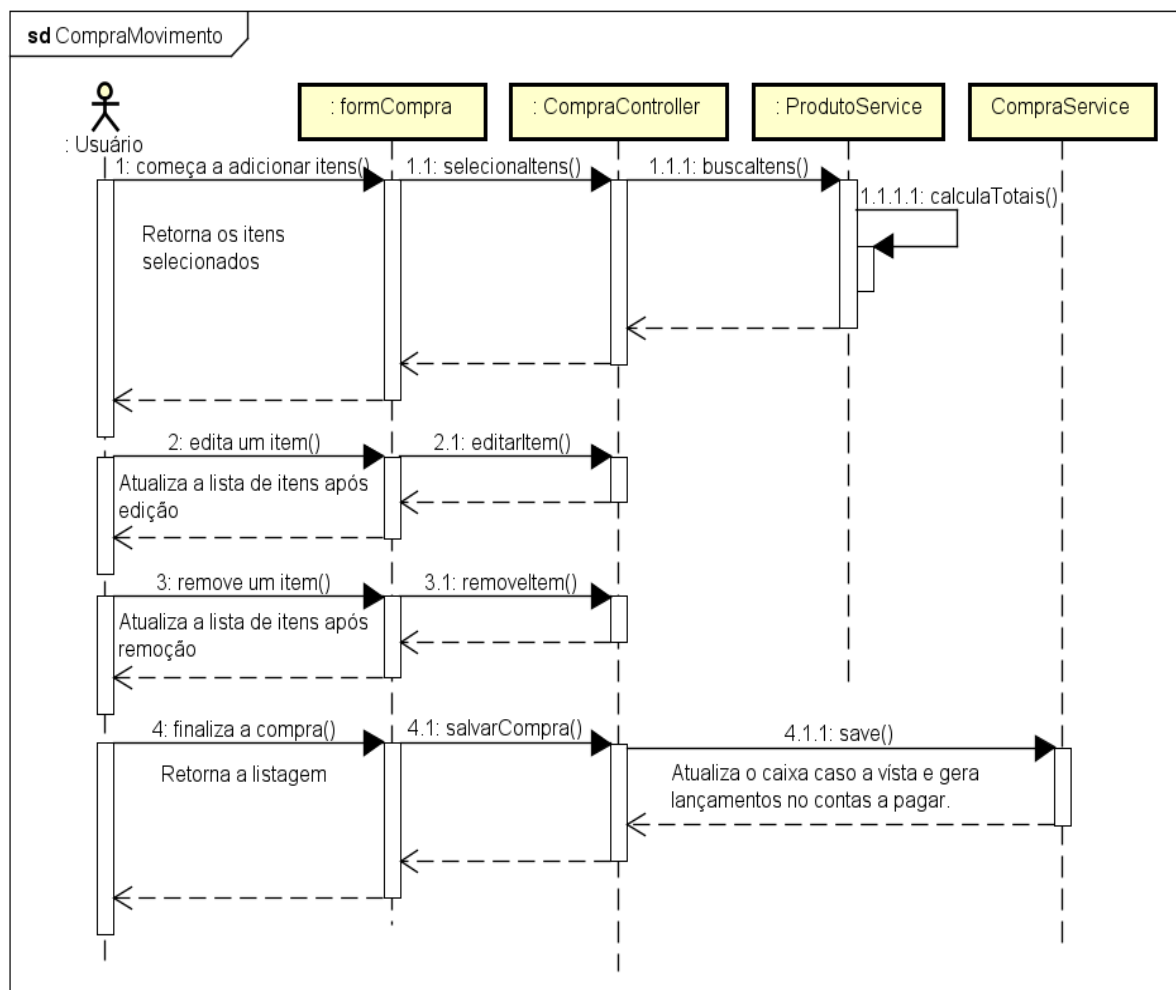 sd CompraMovimento
: Usuário
: formCompra
: CompraController
: ProdutoService
CompraService
1: começa a adicionar itens()
1.1: selecionaItens()
1.1.1: buscaItens()
1.1.1.1: calculaTotais()
Retorna os itens
selecionados
2: edita um item()
2.1: editarItem()
Atualiza a lista de itens após
edição
3: remove um item()
3.1: removeItem()
Atualiza a lista de itens após
remoção
4: finaliza a compra()
4.1: salvarCompra()
4.1.1: save()
Retorna a listagem
Atualiza o caixa caso a vísta e gera
lançamentos no contas a pagar.